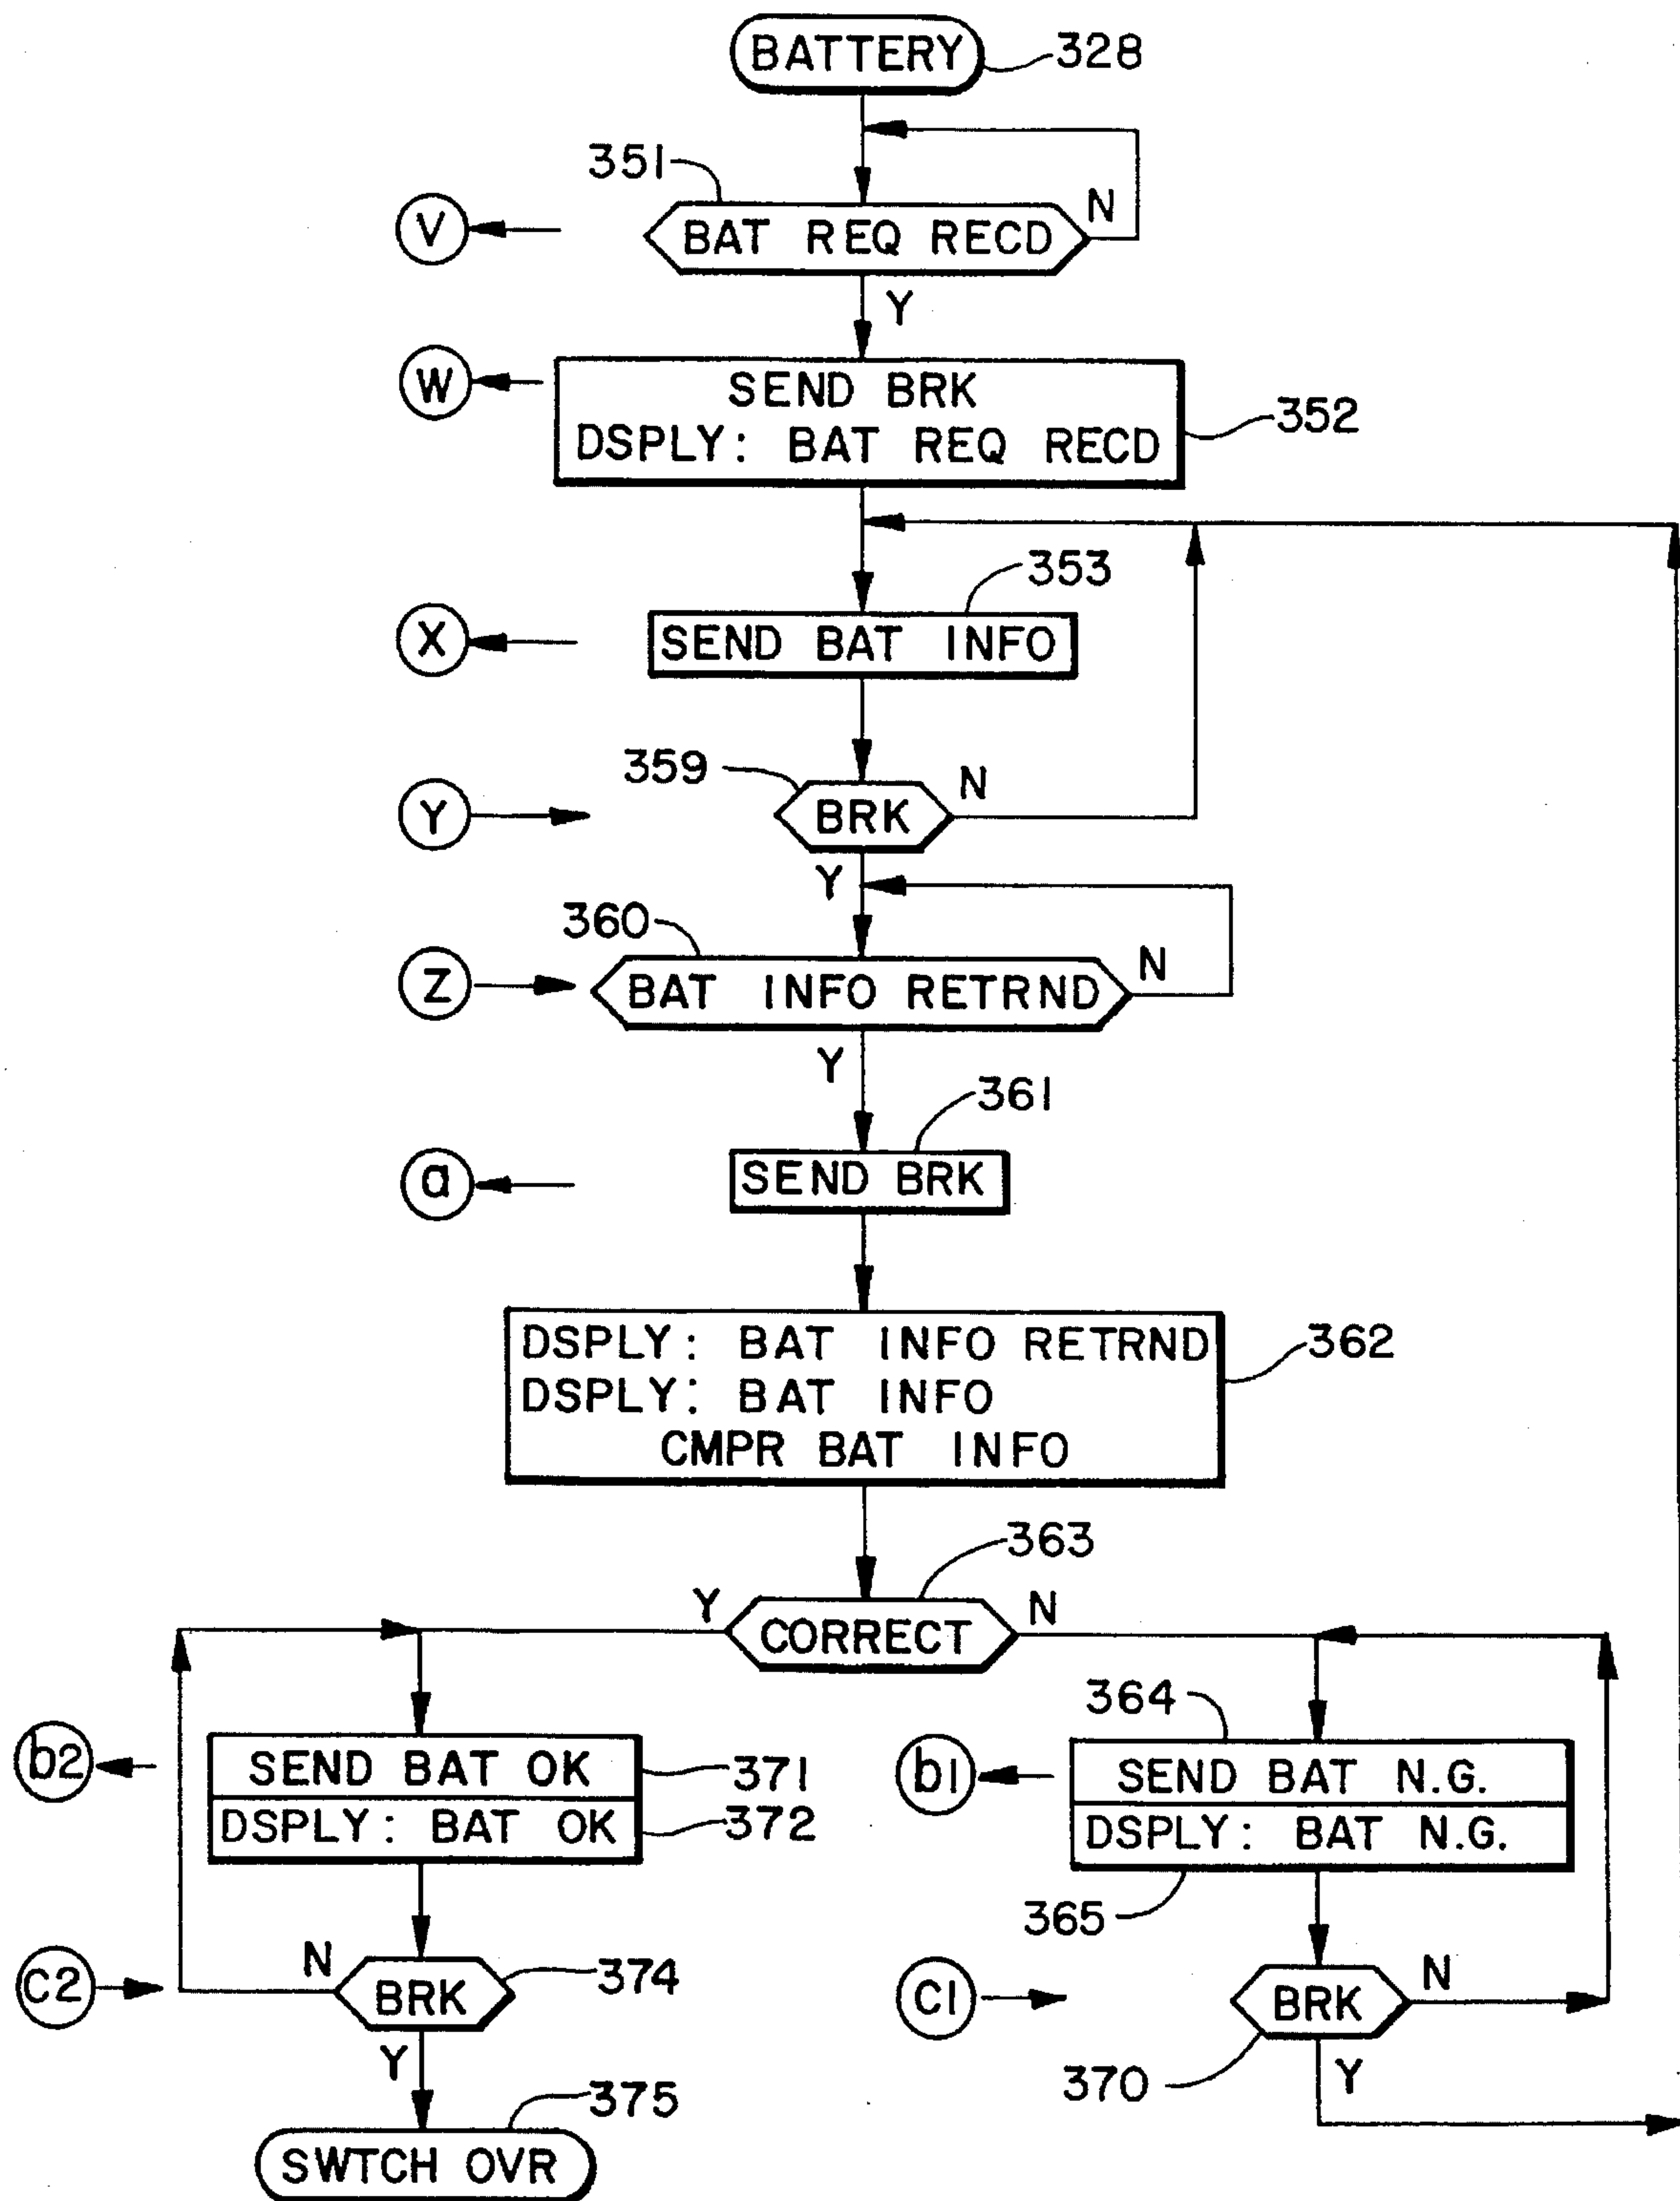 BATTERY
328
351
V
BAT REQ RECD
N
Y
W
SEND BRK
DSPLY: BAT REQ RECD
352
353
X
SEND BAT INFO
359
Y
BRK
N
Y
360
Z
BAT INFO RETRND
N
Y
361
a
SEND BRK
DSPLY: BAT INFO RETRND
DSPLY: BAT INFO
CMPR BAT INFO
362
363
Y
CORRECT
N
b2
SEND BAT OK
371
DSPLY: BAT OK
372
364
b1
SEND BAT N.G.
DSPLY: BAT N.G.
365
c2
N
BRK
374
Y
c1
BRK
N
370
Y
375
SWTCH OVR